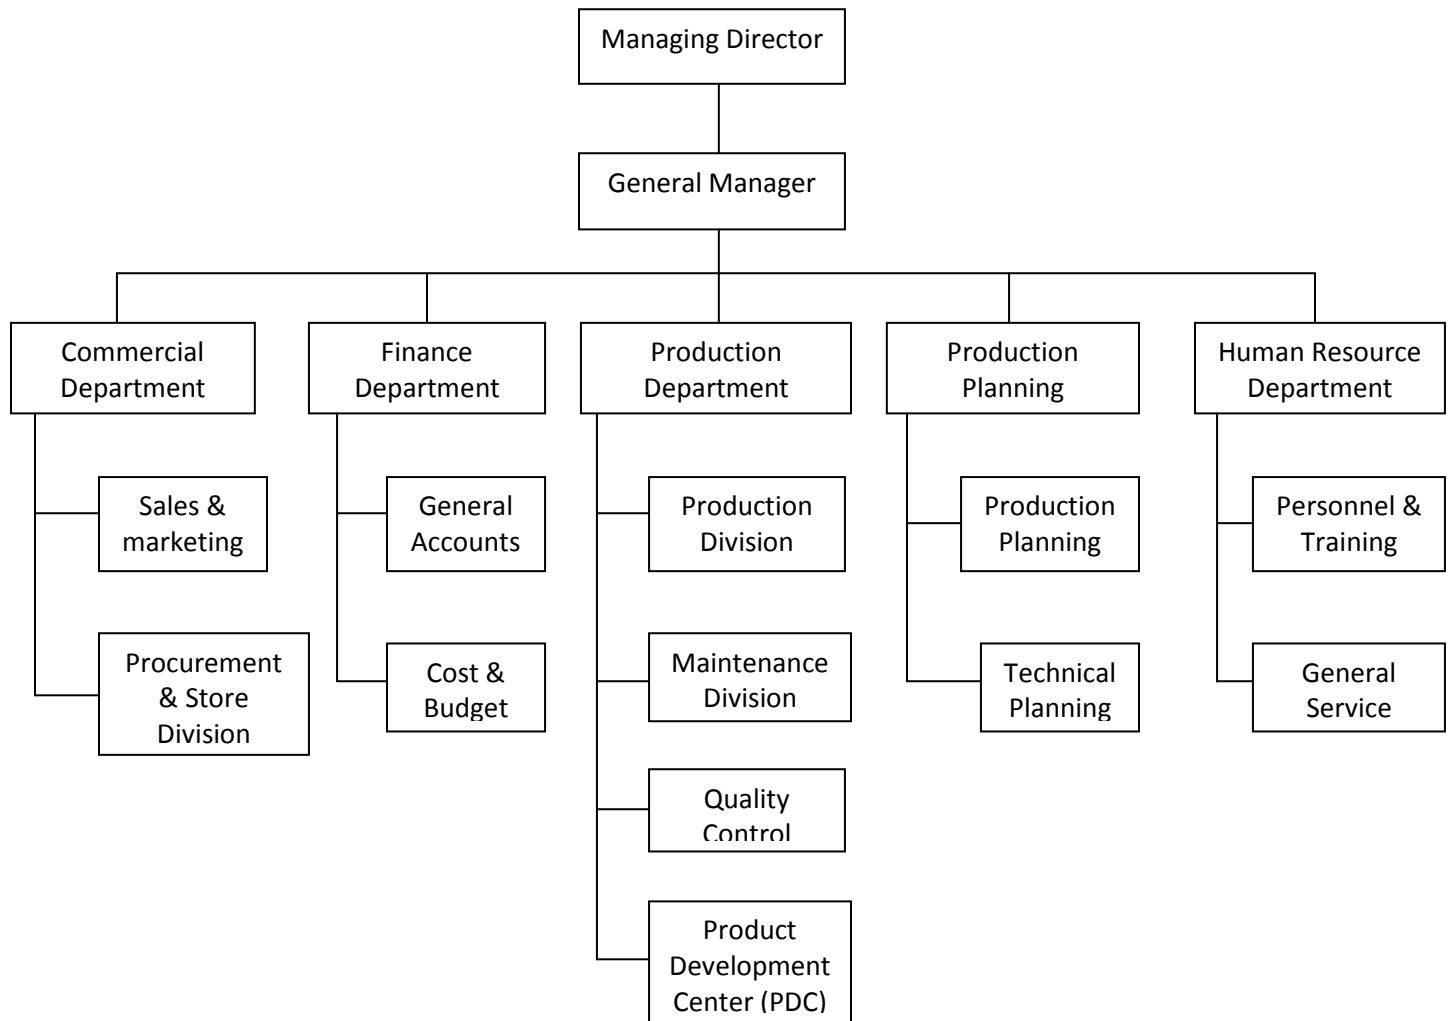 Managing Director
General Manager
Commercial
Department
Finance
Department
Production
Department
Production
Planning
Human Resource
Department
Sales &
marketing
Procurement
& Store
Division
General
Accounts
Cost &
Budget
Production
Division
Maintenance
Division
Quality
Control
Product
Development
Center (PDC)
Production
Planning
Technical
Planning
Personnel &
Training
General
Service